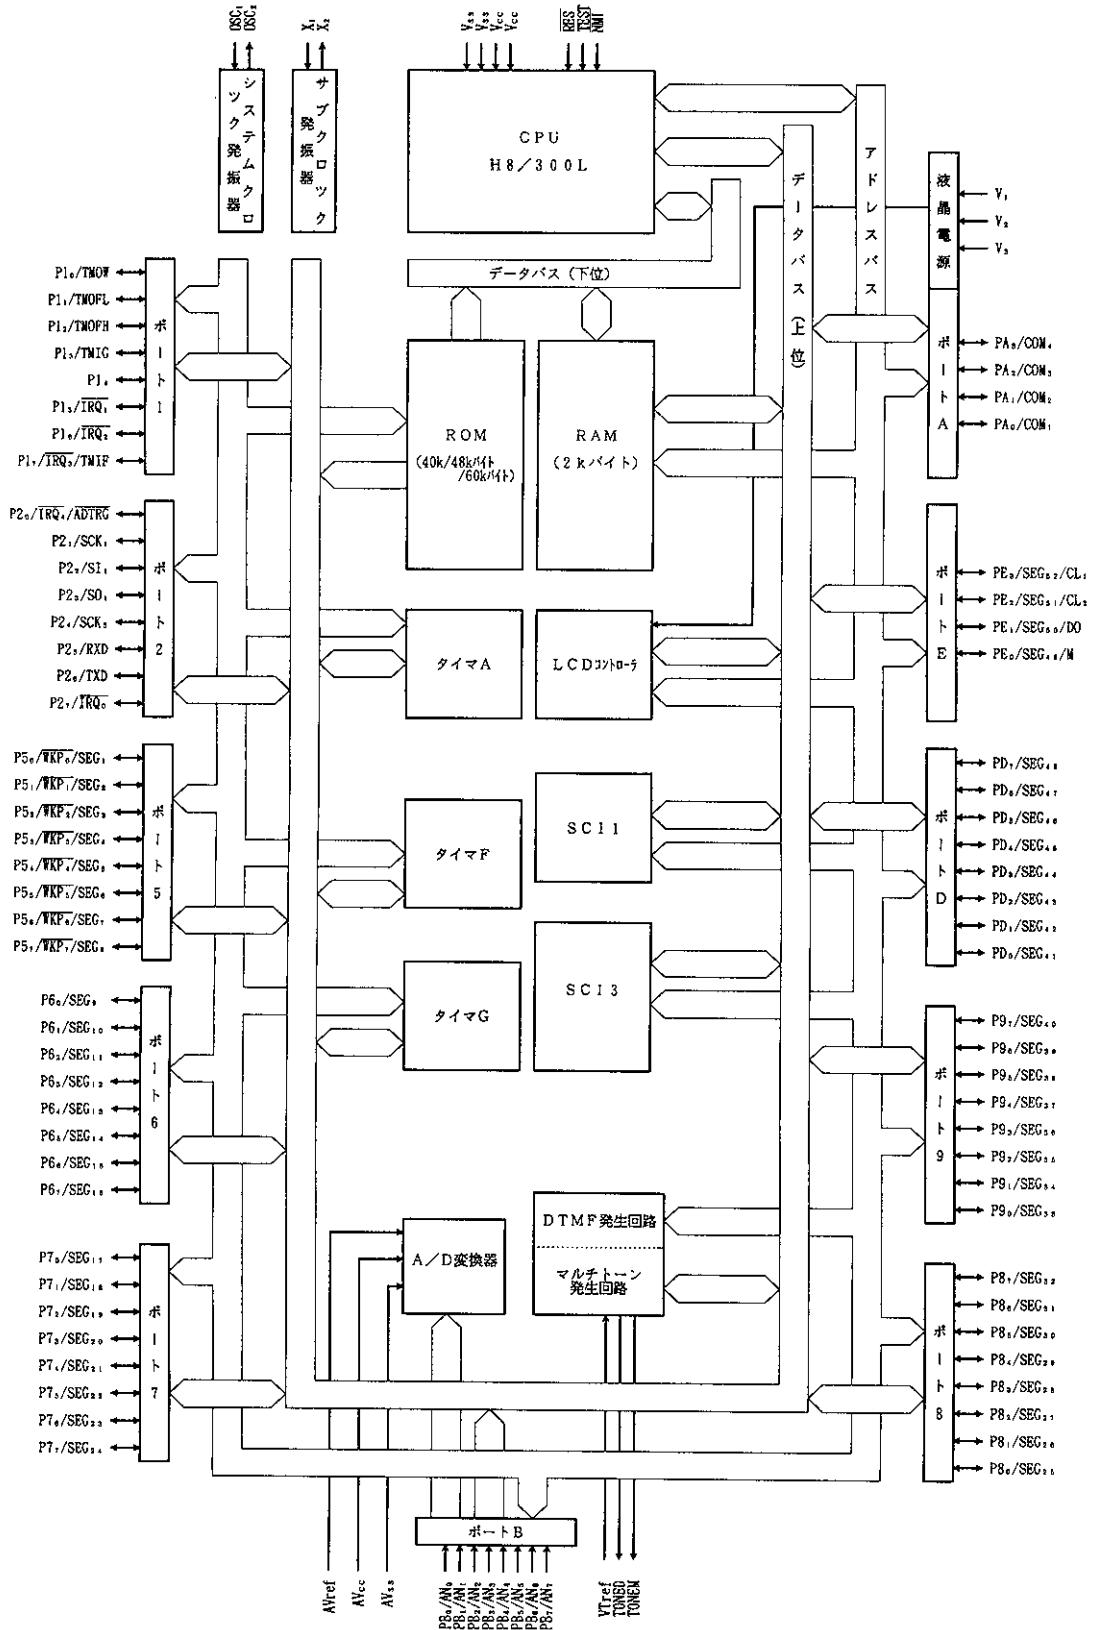 OSC₁
OSC₂
X₁
X₂
Vss
Vss
Vcc
Vcc
R̅E̅S̅
TEST
N̅M̅I̅
システムクロック発振器
サブクロック発振器
CPU
H8/300L
アドレスバス
データバス(上位)
データバス(下位)
液晶電源
V₁
V₂
V₃
P1₀/TMOW
P1₁/TMOFL
P1₂/TMOFH
P1₃/TMIG
P1₄
P1₅/I̅R̅Q̅₁
P1₆/I̅R̅Q̅₂
P1₇/I̅R̅Q̅₃/TMIF
ポート1
ROM
(40k/48kバイト
/60kバイト)
RAM
(2kバイト)
ポートA
PA₃/COM₄
PA₂/COM₃
PA₁/COM₂
PA₀/COM₁
P2₀/I̅R̅Q̅₄/A̅D̅T̅R̅G̅
P2₁/SCK₁
P2₂/SI₁
P2₃/SO₁
P2₄/SCK₃
P2₅/RXD
P2₆/TXD
P2₇/I̅R̅Q̅₀
ポート2
タイマA
LCDコントローラ
ポートE
PE₃/SEG₅₂/CL₁
PE₂/SEG₅₁/CL₂
PE₁/SEG₅₀/DO
PE₀/SEG₄₉/M
P5₀/W̅K̅P̅₀/SEG₁
P5₁/W̅K̅P̅₁/SEG₂
P5₂/W̅K̅P̅₂/SEG₃
P5₃/W̅K̅P̅₃/SEG₄
P5₄/W̅K̅P̅₄/SEG₅
P5₅/W̅K̅P̅₅/SEG₆
P5₆/W̅K̅P̅₆/SEG₇
P5₇/W̅K̅P̅₇/SEG₈
ポート5
タイマF
SCI1
ポートD
PD₇/SEG₄₈
PD₆/SEG₄₇
PD₅/SEG₄₆
PD₄/SEG₄₅
PD₃/SEG₄₄
PD₂/SEG₄₃
PD₁/SEG₄₂
PD₀/SEG₄₁
P6₀/SEG₉
P6₁/SEG₁₀
P6₂/SEG₁₁
P6₃/SEG₁₂
P6₄/SEG₁₃
P6₅/SEG₁₄
P6₆/SEG₁₅
P6₇/SEG₁₆
ポート6
タイマG
SCI3
ポート9
P9₇/SEG₄₀
P9₆/SEG₃₉
P9₅/SEG₃₈
P9₄/SEG₃₇
P9₃/SEG₃₆
P9₂/SEG₃₅
P9₁/SEG₃₄
P9₀/SEG₃₃
P7₀/SEG₁₇
P7₁/SEG₁₈
P7₂/SEG₁₉
P7₃/SEG₂₀
P7₄/SEG₂₁
P7₅/SEG₂₂
P7₆/SEG₂₃
P7₇/SEG₂₄
ポート7
A/D変換器
DTMF発生回路
マルチトーン
発生回路
ポート8
P8₇/SEG₃₂
P8₆/SEG₃₁
P8₅/SEG₃₀
P8₄/SEG₂₉
P8₃/SEG₂₈
P8₂/SEG₂₇
P8₁/SEG₂₆
P8₀/SEG₂₅
ポートB
AVref
AVcc
AVss
PB₀/AN₀
PB₁/AN₁
PB₂/AN₂
PB₃/AN₃
PB₄/AN₄
PB₅/AN₅
PB₆/AN₆
PB₇/AN₇
VTref
TONED
TONEM